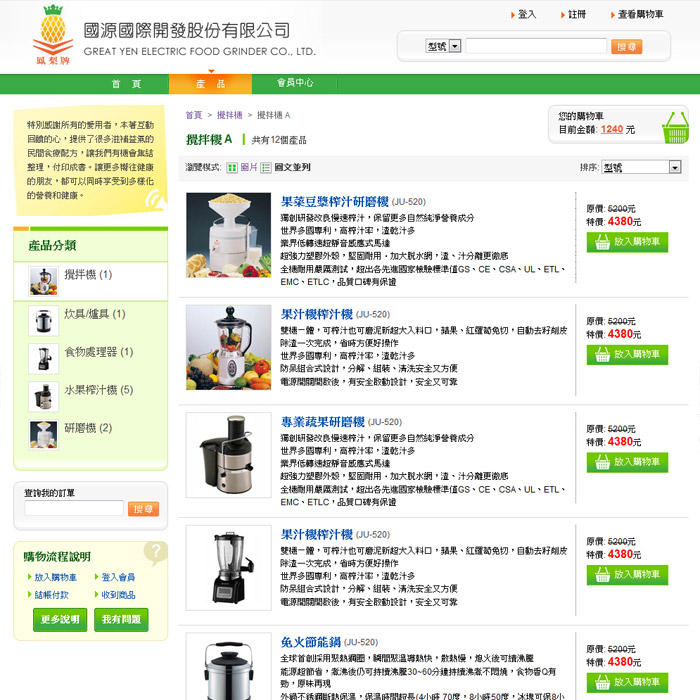 鳳梨牌
國源國際開發股份有限公司
GREAT YEN ELECTRIC FOOD GRINDER CO., LTD.
登入
註冊
查看購物車
型號
搜尋
首 頁
產 品
會員中心
特別感謝所有的愛用者，本著互動
回饋的心，提供了很多滋補益氣的
民間食療配方，讓我們有機會集結
整理，付印成書。讓更多嚮往健康
的朋友，都可以同時享受到多樣化
的營養和健康。
首頁 > 攪拌機 > 攪拌機 A
攪拌機 A
共有12個產品
您的購物車
目前金額: 1240 元
瀏覽模式:
圖片
圖文並列
排序:
型號
產品分類
攪拌機 (1)
炊具/爐具 (1)
食物處理器 (1)
水果榨汁機 (5)
研磨機 (2)
查詢我的訂單
搜尋
購物流程說明
放入購物車
登入會員
結帳付款
收到商品
更多說明
我有問題
果菜豆漿榨汁研磨機 (JU-520)
獨創研發改良慢速榨汁，保留更多自然純淨營養成分
世界多國專利，高榨汁率，渣乾汁多
業界低轉速超靜音感應式馬達
超強力塑膠外殼，堅固耐用‧加大脫水網，渣、汁分離更徹底
全機耐用嚴謹測試，超出各先進國家檢驗標準值GS、CE、CSA、UL、ETL、
EMC、ETLC，品質口碑有保證
原價: 5200元
特價: 4380元
放入購物車
果汁機榨汁機 (JU-520)
雙機一體，可榨汁也可磨泥新超大入料口，蘋果、紅蘿蔔免切，自動去籽削皮
除渣一次完成，省時方便好操作
世界多國專利，高榨汁率，渣乾汁多
防呆組合式設計，分解、組裝、清洗安全又方便
電源開關開啟後，有安全啟動設計，安全又可靠
原價: 5200元
特價: 4380元
放入購物車
專業蔬果研磨機 (JU-520)
獨創研發改良慢速榨汁，保留更多自然純淨營養成分
世界多國專利，高榨汁率，渣乾汁多
業界低轉速超靜音感應式馬達
超強力塑膠外殼，堅固耐用‧加大脫水網，渣、汁分離更徹底
全機耐用嚴謹測試，超出各先進國家檢驗標準值GS、CE、CSA、UL、ETL、
EMC、ETLC，品質口碑有保證
原價: 5200元
特價: 4380元
放入購物車
果汁機榨汁機 (JU-520)
雙機一體，可榨汁也可磨泥新超大入料口，蘋果、紅蘿蔔免切，自動去籽削皮
除渣一次完成，省時方便好操作
世界多國專利，高榨汁率，渣乾汁多
防呆組合式設計，分解、組裝、清洗安全又方便
電源開關開啟後，有安全啟動設計，安全又可靠
原價: 5200元
特價: 4380元
放入購物車
免火節能鍋 (JU-520)
全球首創採用聚熱鋼圈，瞬間聚溫導熱快，散熱慢，熄火後可續沸騰
能源超節省，煮沸後仍可持續沸騰30~60分鐘持續沸煮不悶燒，食物香Q有
勁，原味再現
外鍋不銹鋼斷熱保溫，保溫時間超長(4小時 70度，8小時50度，冰塊可保8小
原價: 5200元
特價: 4380元
放入購物車